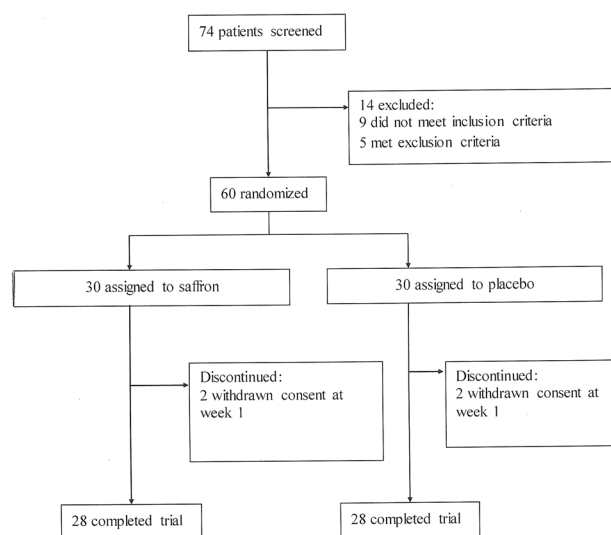 74 patients screened
14 excluded:
9 did not meet inclusion criteria
5 met exclusion criteria
60 randomized
30 assigned to saffron
30 assigned to placebo
Discontinued:
2 withdrawn consent at
week 1
Discontinued:
2 withdrawn consent at
week 1
28 completed trial
28 completed trial